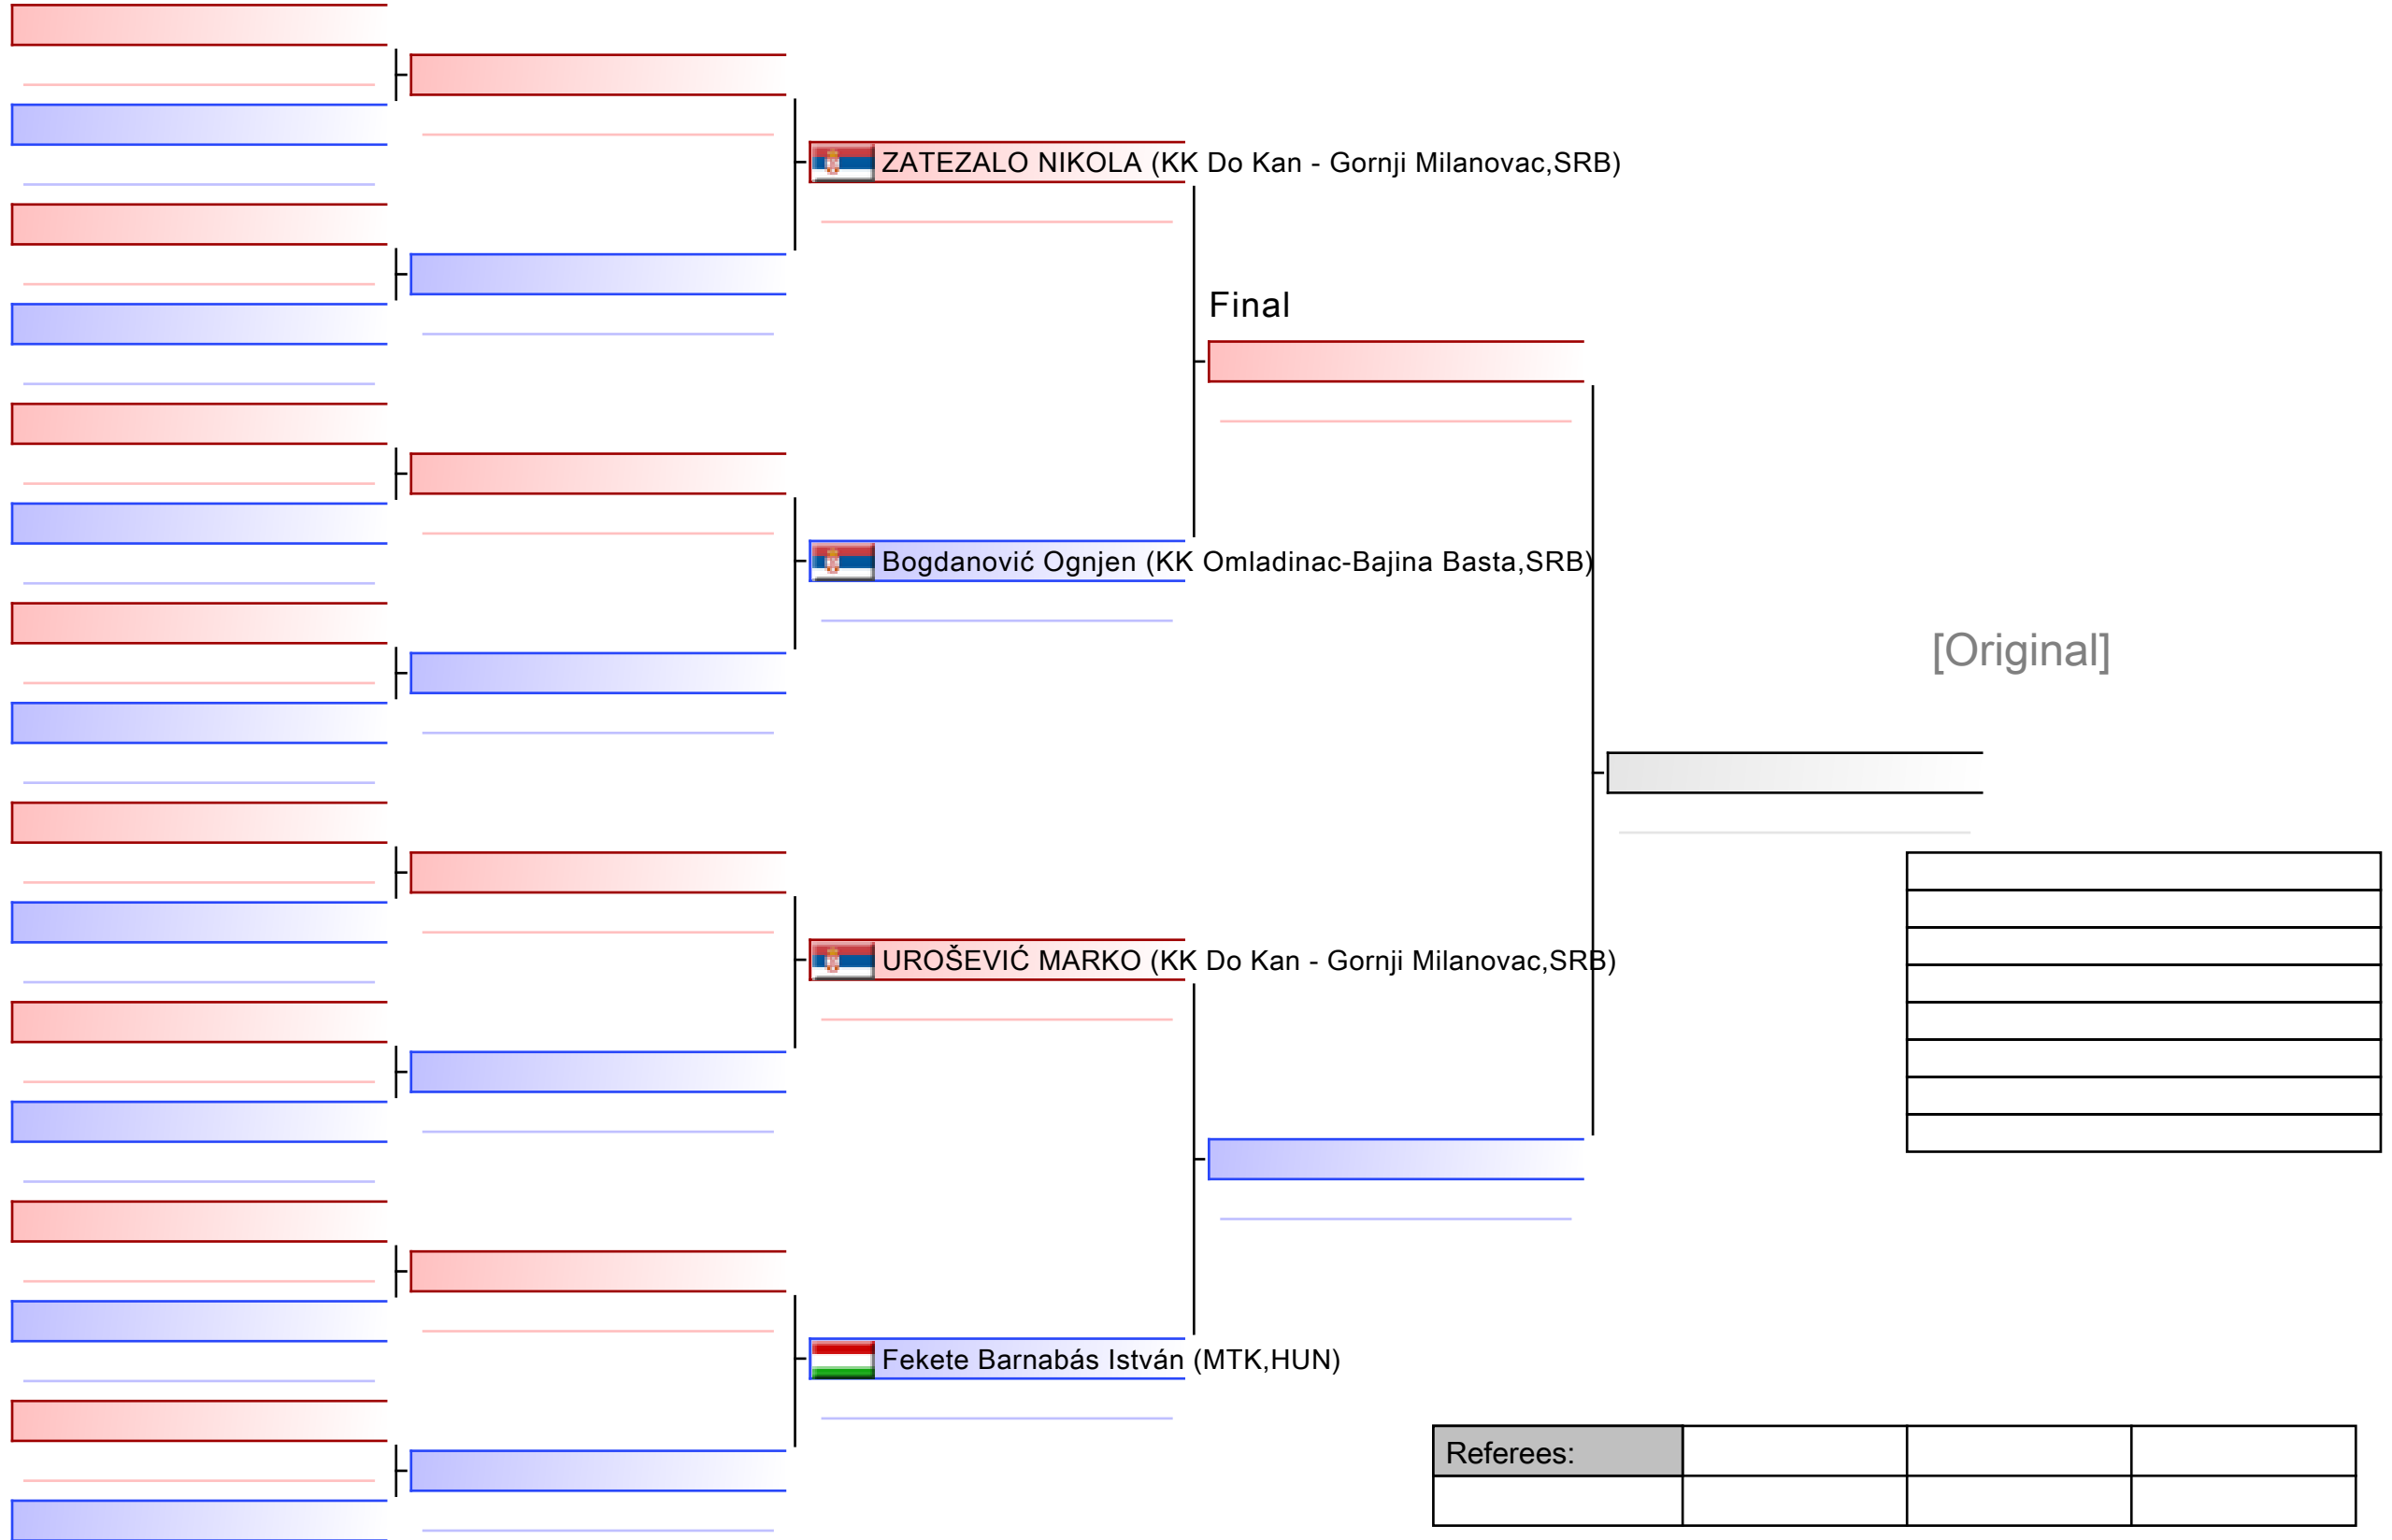 ZATEZALO NIKOLA (KK Do Kan - Gornji Milanovac,SRB)
Final
Bogdanović Ognjen (KK Omladinac-Bajina Basta,SRB)
[Original]
UROŠEVIĆ MARKO (KK Do Kan - Gornji Milanovac,SRB)
Fekete Barnabás István (MTK,HUN)
Referees: